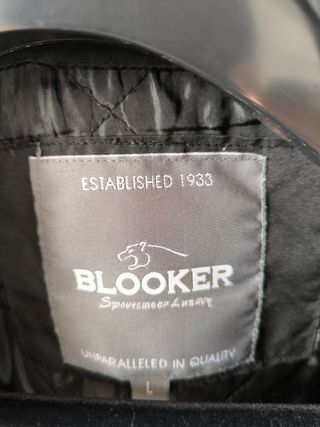 ESTABLISHED 1933
BLOOKER
Sportswear Luxury
UNPARALLELED IN QUALITY
L